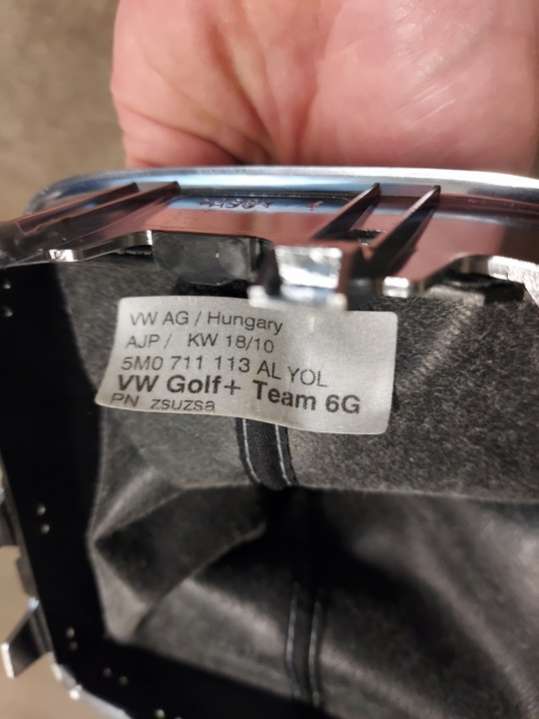 VW AG / Hungary
AJP / KW 18/10
5M0 711 113 AL YOL
VW Golf+ Team 6G
PN zsuzsa